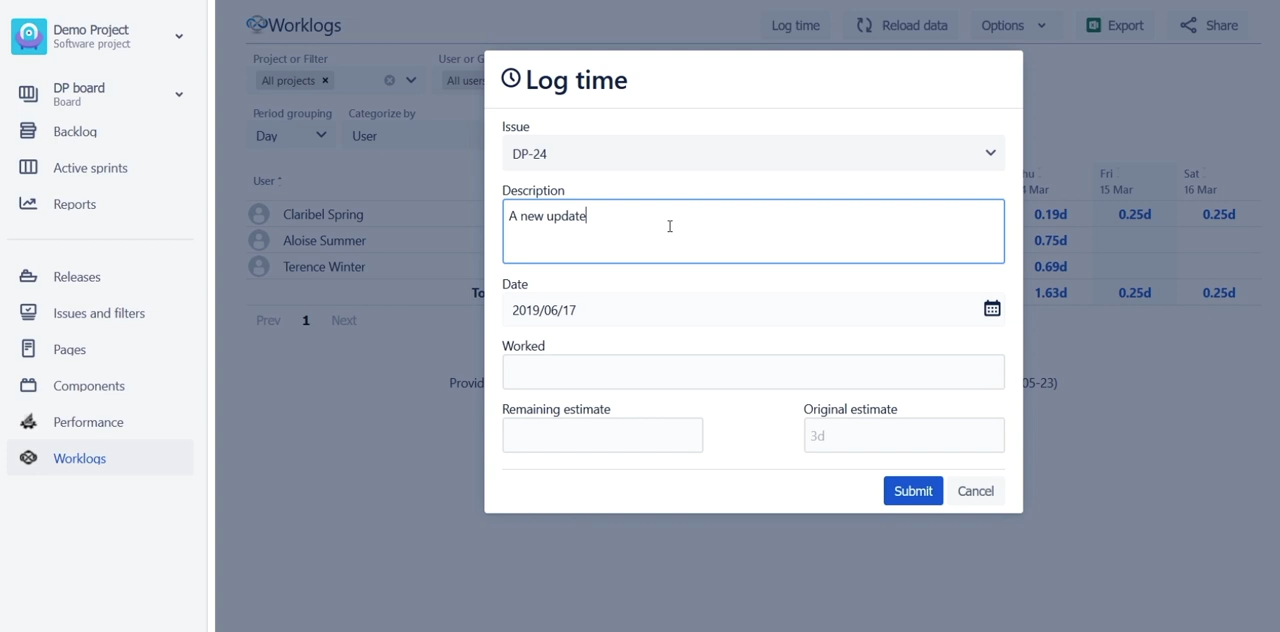 Demo Project
Software project
DP board
Board
Backlog
Active sprints
Reports
Releases
Issues and filters
Pages
Components
Performance
Worklogs
Worklogs
Log time
Reload data
Options
Export
Share
Project or Filter
All projects ×
All users
Period grouping
Categorize by
Day
User
User
Fri
Sat
15 Mar
16 Mar
Claribel Spring
0.19d
0.25d
0.25d
Aloise Summer
0.75d
Terence Winter
0.69d
1.63d
0.25d
0.25d
Prev
1
Next
Log time
Issue
DP-24
Description
A new update
Date
2019/06/17
Worked
Remaining estimate
Original estimate
3d
Submit
Cancel